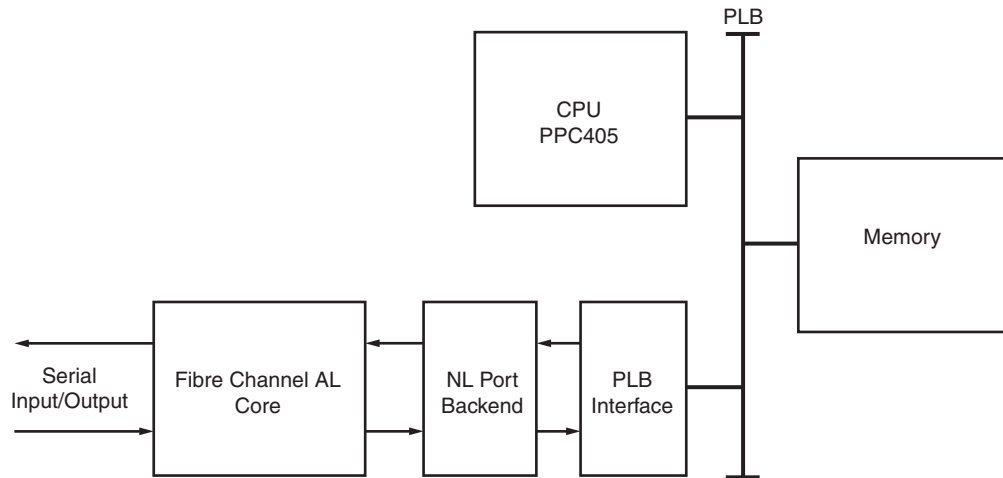 PLB
CPU
PPC405
Memory
Serial
Input/Output
Fibre Channel AL
Core
NL Port
Backend
PLB
Interface